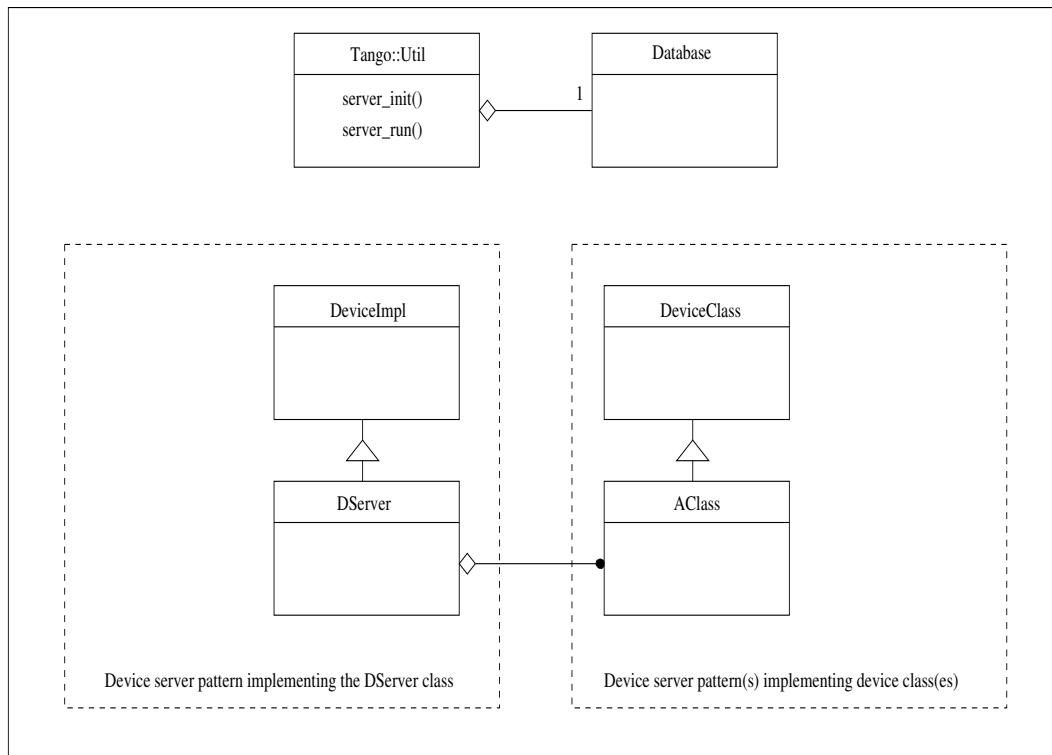 Tango::Util
server_init()
server_run()
Database
1
DeviceImpl
DeviceClass
DServer
AClass
Device server pattern implementing the DServer class
Device server pattern(s) implementing device class(es)